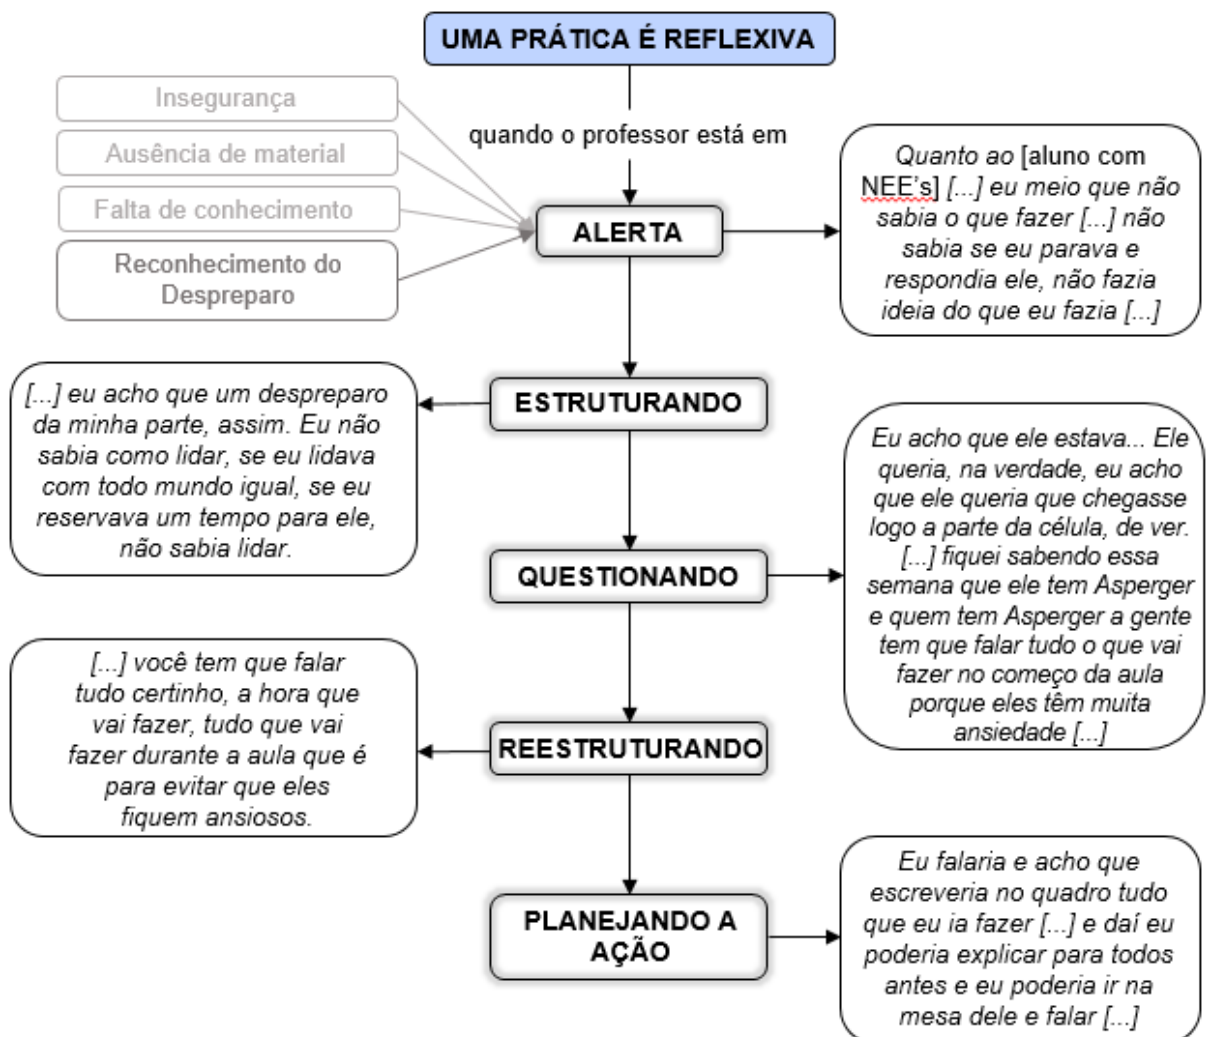 UMA PRÁTICA É REFLEXIVA
quando o professor está em
Insegurança
Ausência de material
Falta de conhecimento
Reconhecimento do
Despreparo
ALERTA
Quanto ao [aluno com
NEE's] [...] eu meio que não
sabia o que fazer [...] não
sabia se eu parava e
respondia ele, não fazia
ideia do que eu fazia [...]
ESTRUTURANDO
[...] eu acho que um despreparo
da minha parte, assim. Eu não
sabia como lidar, se eu lidava
com todo mundo igual, se eu
reservava um tempo para ele,
não sabia lidar.
QUESTIONANDO
Eu acho que ele estava... Ele
queria, na verdade, eu acho
que ele queria que chegasse
logo a parte da célula, de ver.
[...] fiquei sabendo essa
semana que ele tem Asperger
e quem tem Asperger a gente
tem que falar tudo o que vai
fazer no começo da aula
porque eles têm muita
ansiedade [...]
REESTRUTURANDO
[...] você tem que falar
tudo certinho, a hora que
vai fazer, tudo que vai
fazer durante a aula que é
para evitar que eles
fiquem ansiosos.
PLANEJANDO A
AÇÃO
Eu falaria e acho que
escreveria no quadro tudo
que eu ia fazer [...] e daí eu
poderia explicar para todos
antes e eu poderia ir na
mesa dele e falar [...]